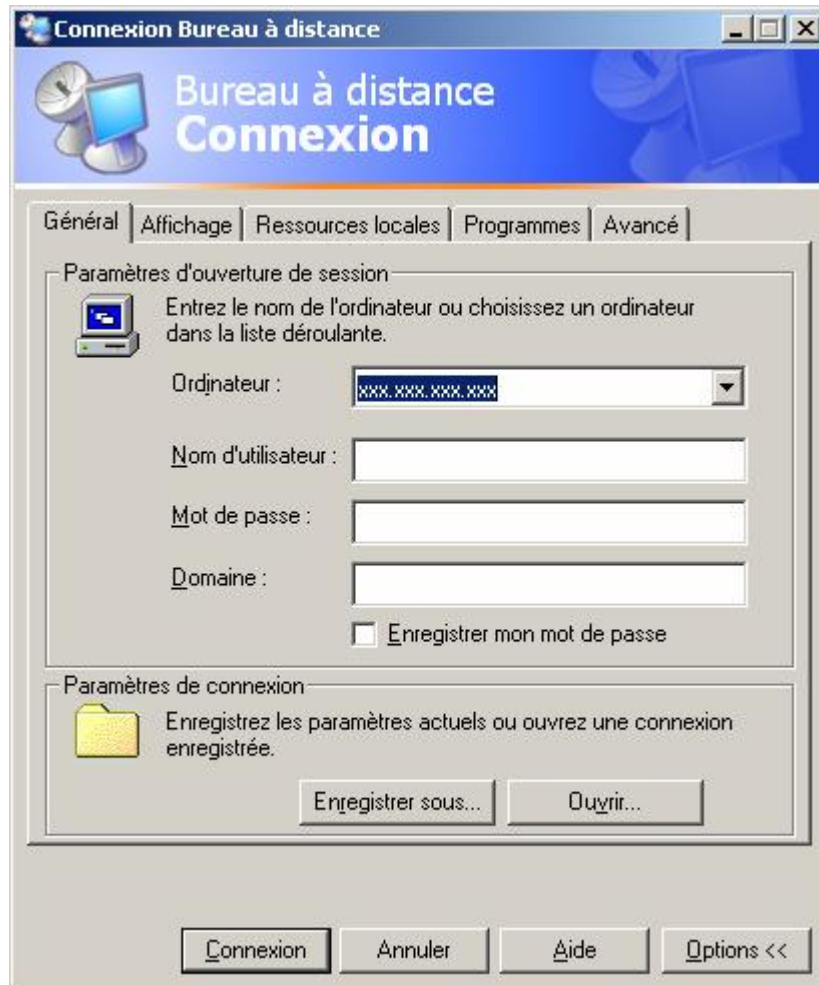 Connexion Bureau à distance
Bureau à distance
Connexion
Général Affichage Ressources locales Programmes Avancé
Paramètres d'ouverture de session
Entrez le nom de l'ordinateur ou choisissez un ordinateur
dans la liste déroulante.
Ordinateur : xxx.xxx.xxx.xxx
Nom d'utilisateur :
Mot de passe :
Domaine :
Enregistrer mon mot de passe
Paramètres de connexion
Enregistrez les paramètres actuels ou ouvrez une connexion
enregistrée.
Enregistrer sous... Ouvrir...
Connexion Annuler Aide Options <<